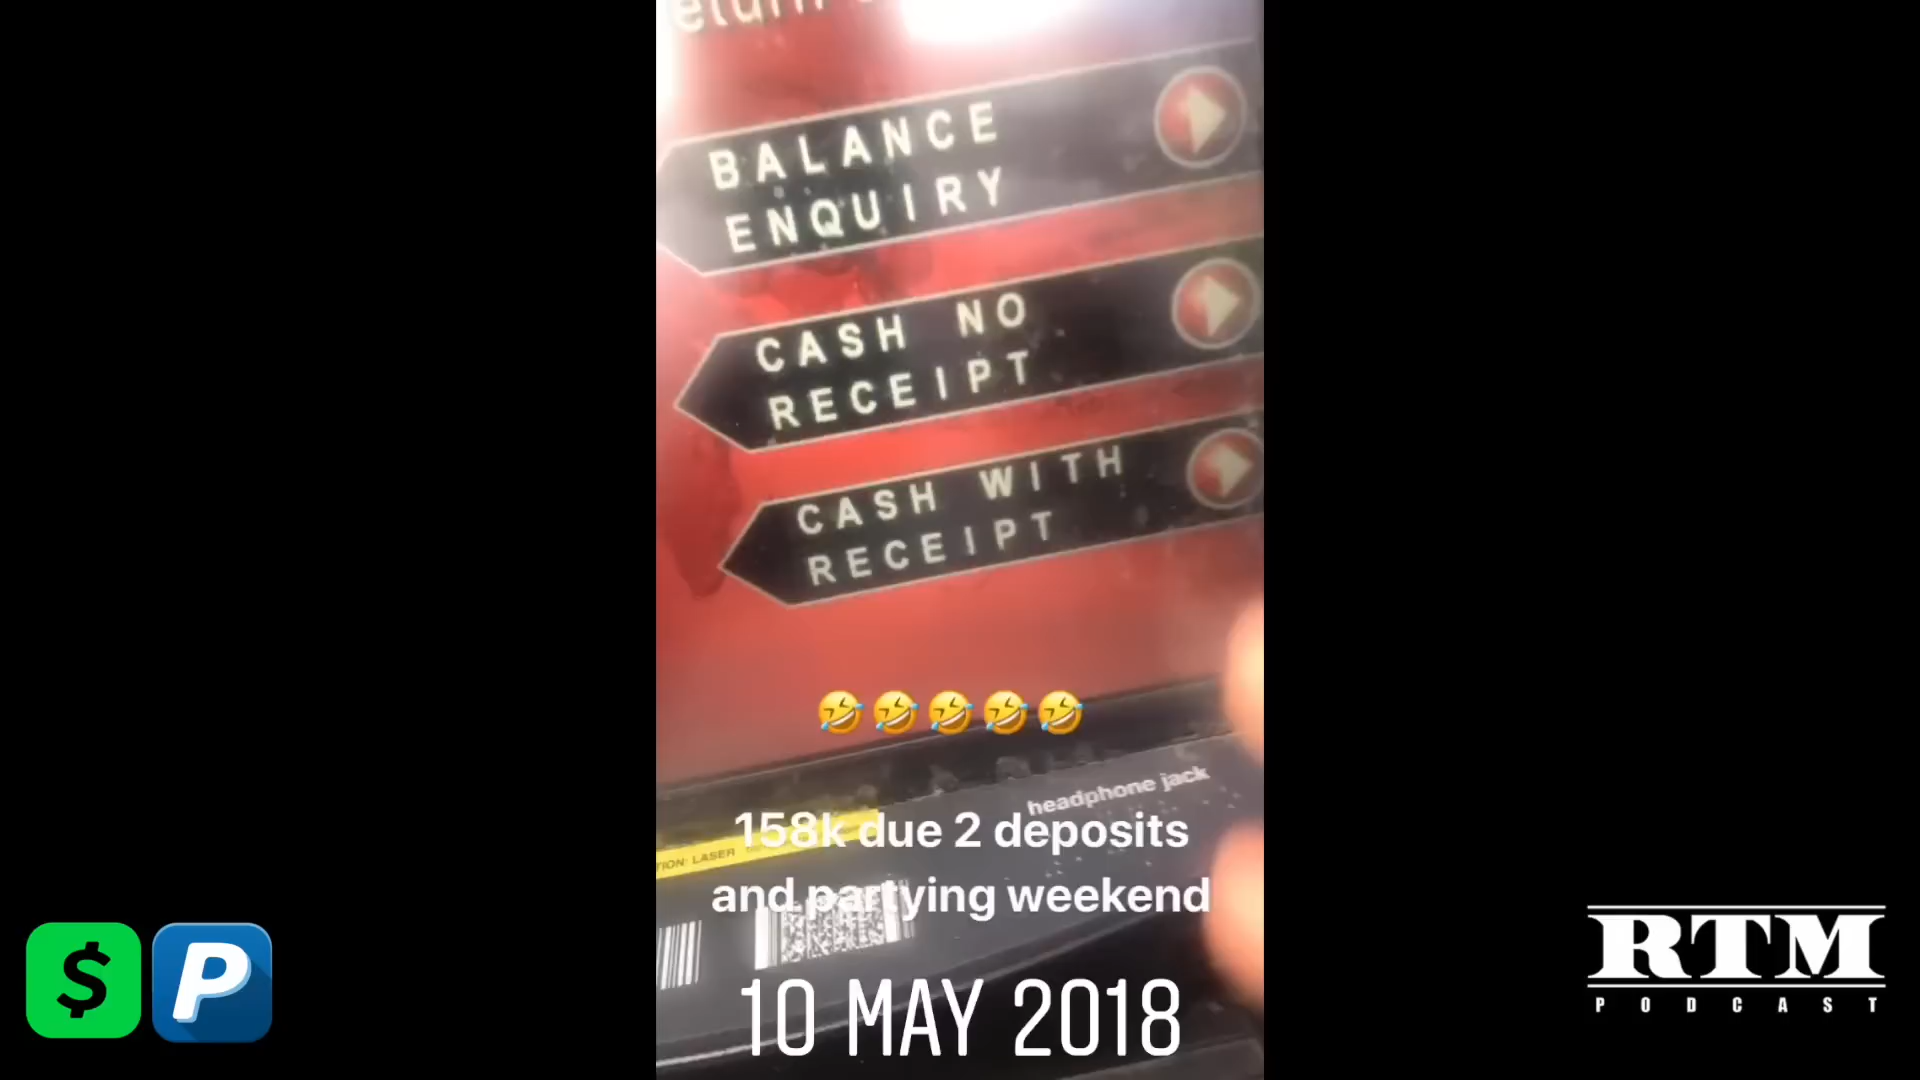 BALANCE
ENQUIRY
CASH NO
RECEIPT
CASH WITH
RECEIPT
headphone jack
158k due 2 deposits
LASER
and partying weekend
10 MAY 2018
RTM
PODCAST